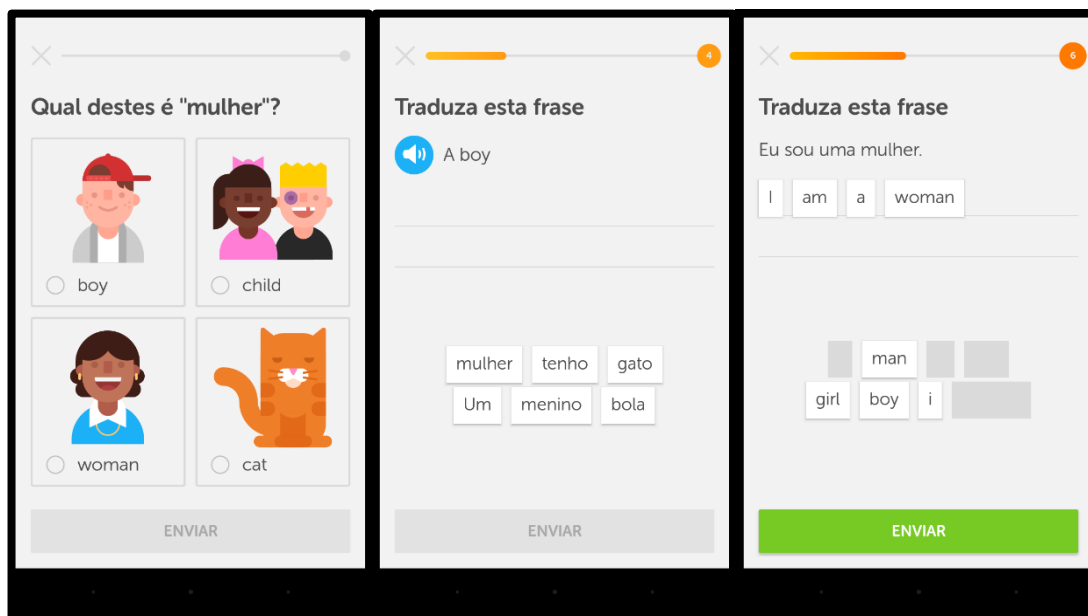 Qual destes é "mulher"?
boy
child
woman
cat
ENVIAR
4
Traduza esta frase
A boy
mulher tenho gato
Um menino bola
ENVIAR
6
Traduza esta frase
Eu sou uma mulher.
I am a woman
man
girl boy i
ENVIAR